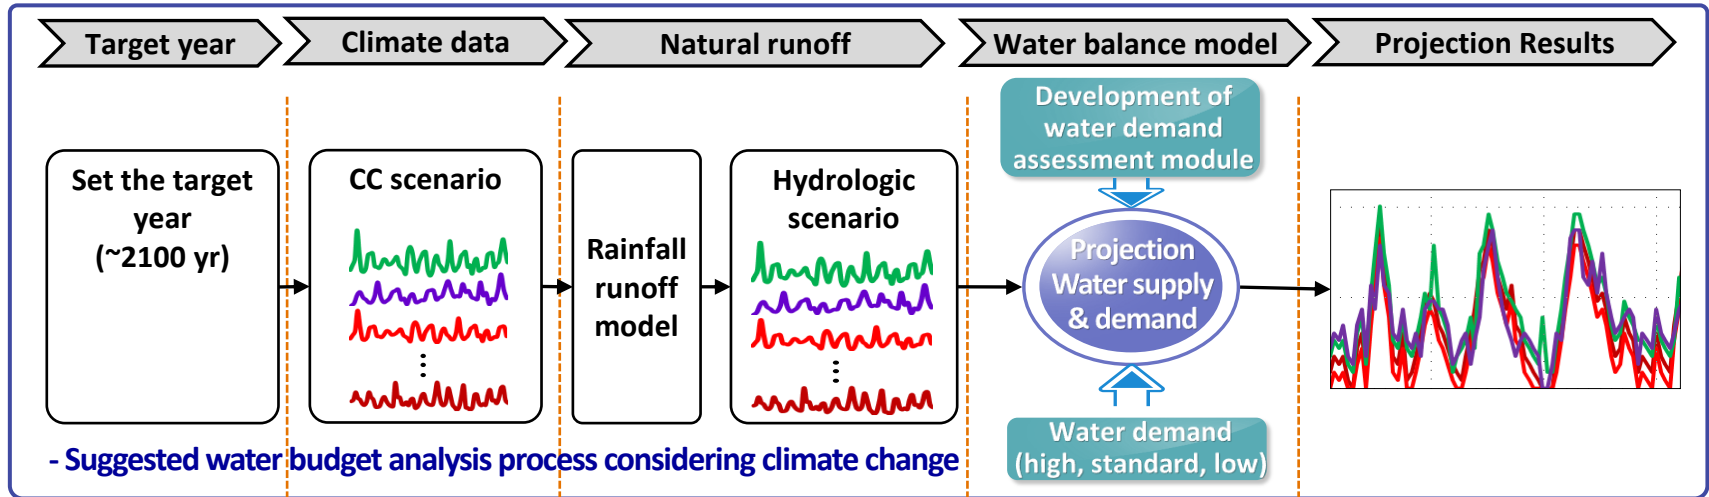 Target year
Climate data
Natural runoff
Water balance model
Projection Results
Set the target
year
(~2100 yr)
CC scenario
Rainfall
runoff
model
Hydrologic
scenario
Development of
water demand
assessment module
Projection
Water supply
& demand
Water demand
(high, standard, low)
- Suggested water budget analysis process considering climate change